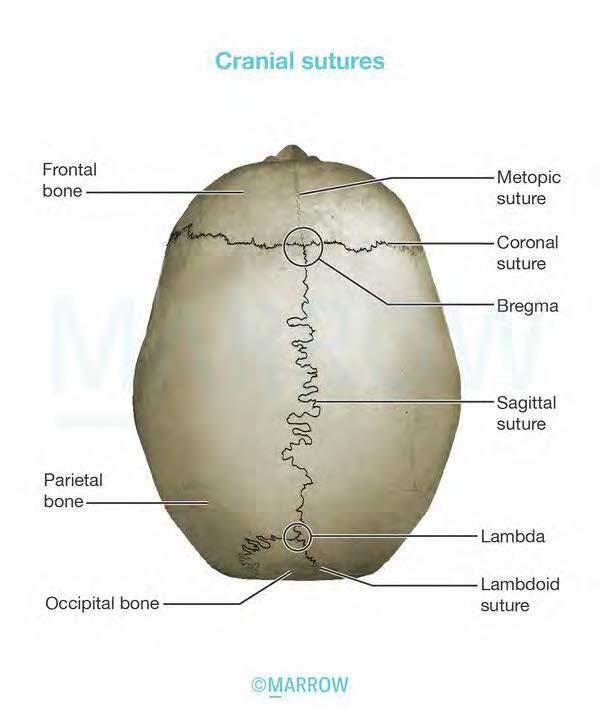 Cranial sutures
Frontal
bone
Metopic
suture
Coronal
suture
Bregma
MARROW
Sagittal
suture
Parietal
bone
Lambda
Occipital bone
Lambdoid
suture
©MARROW